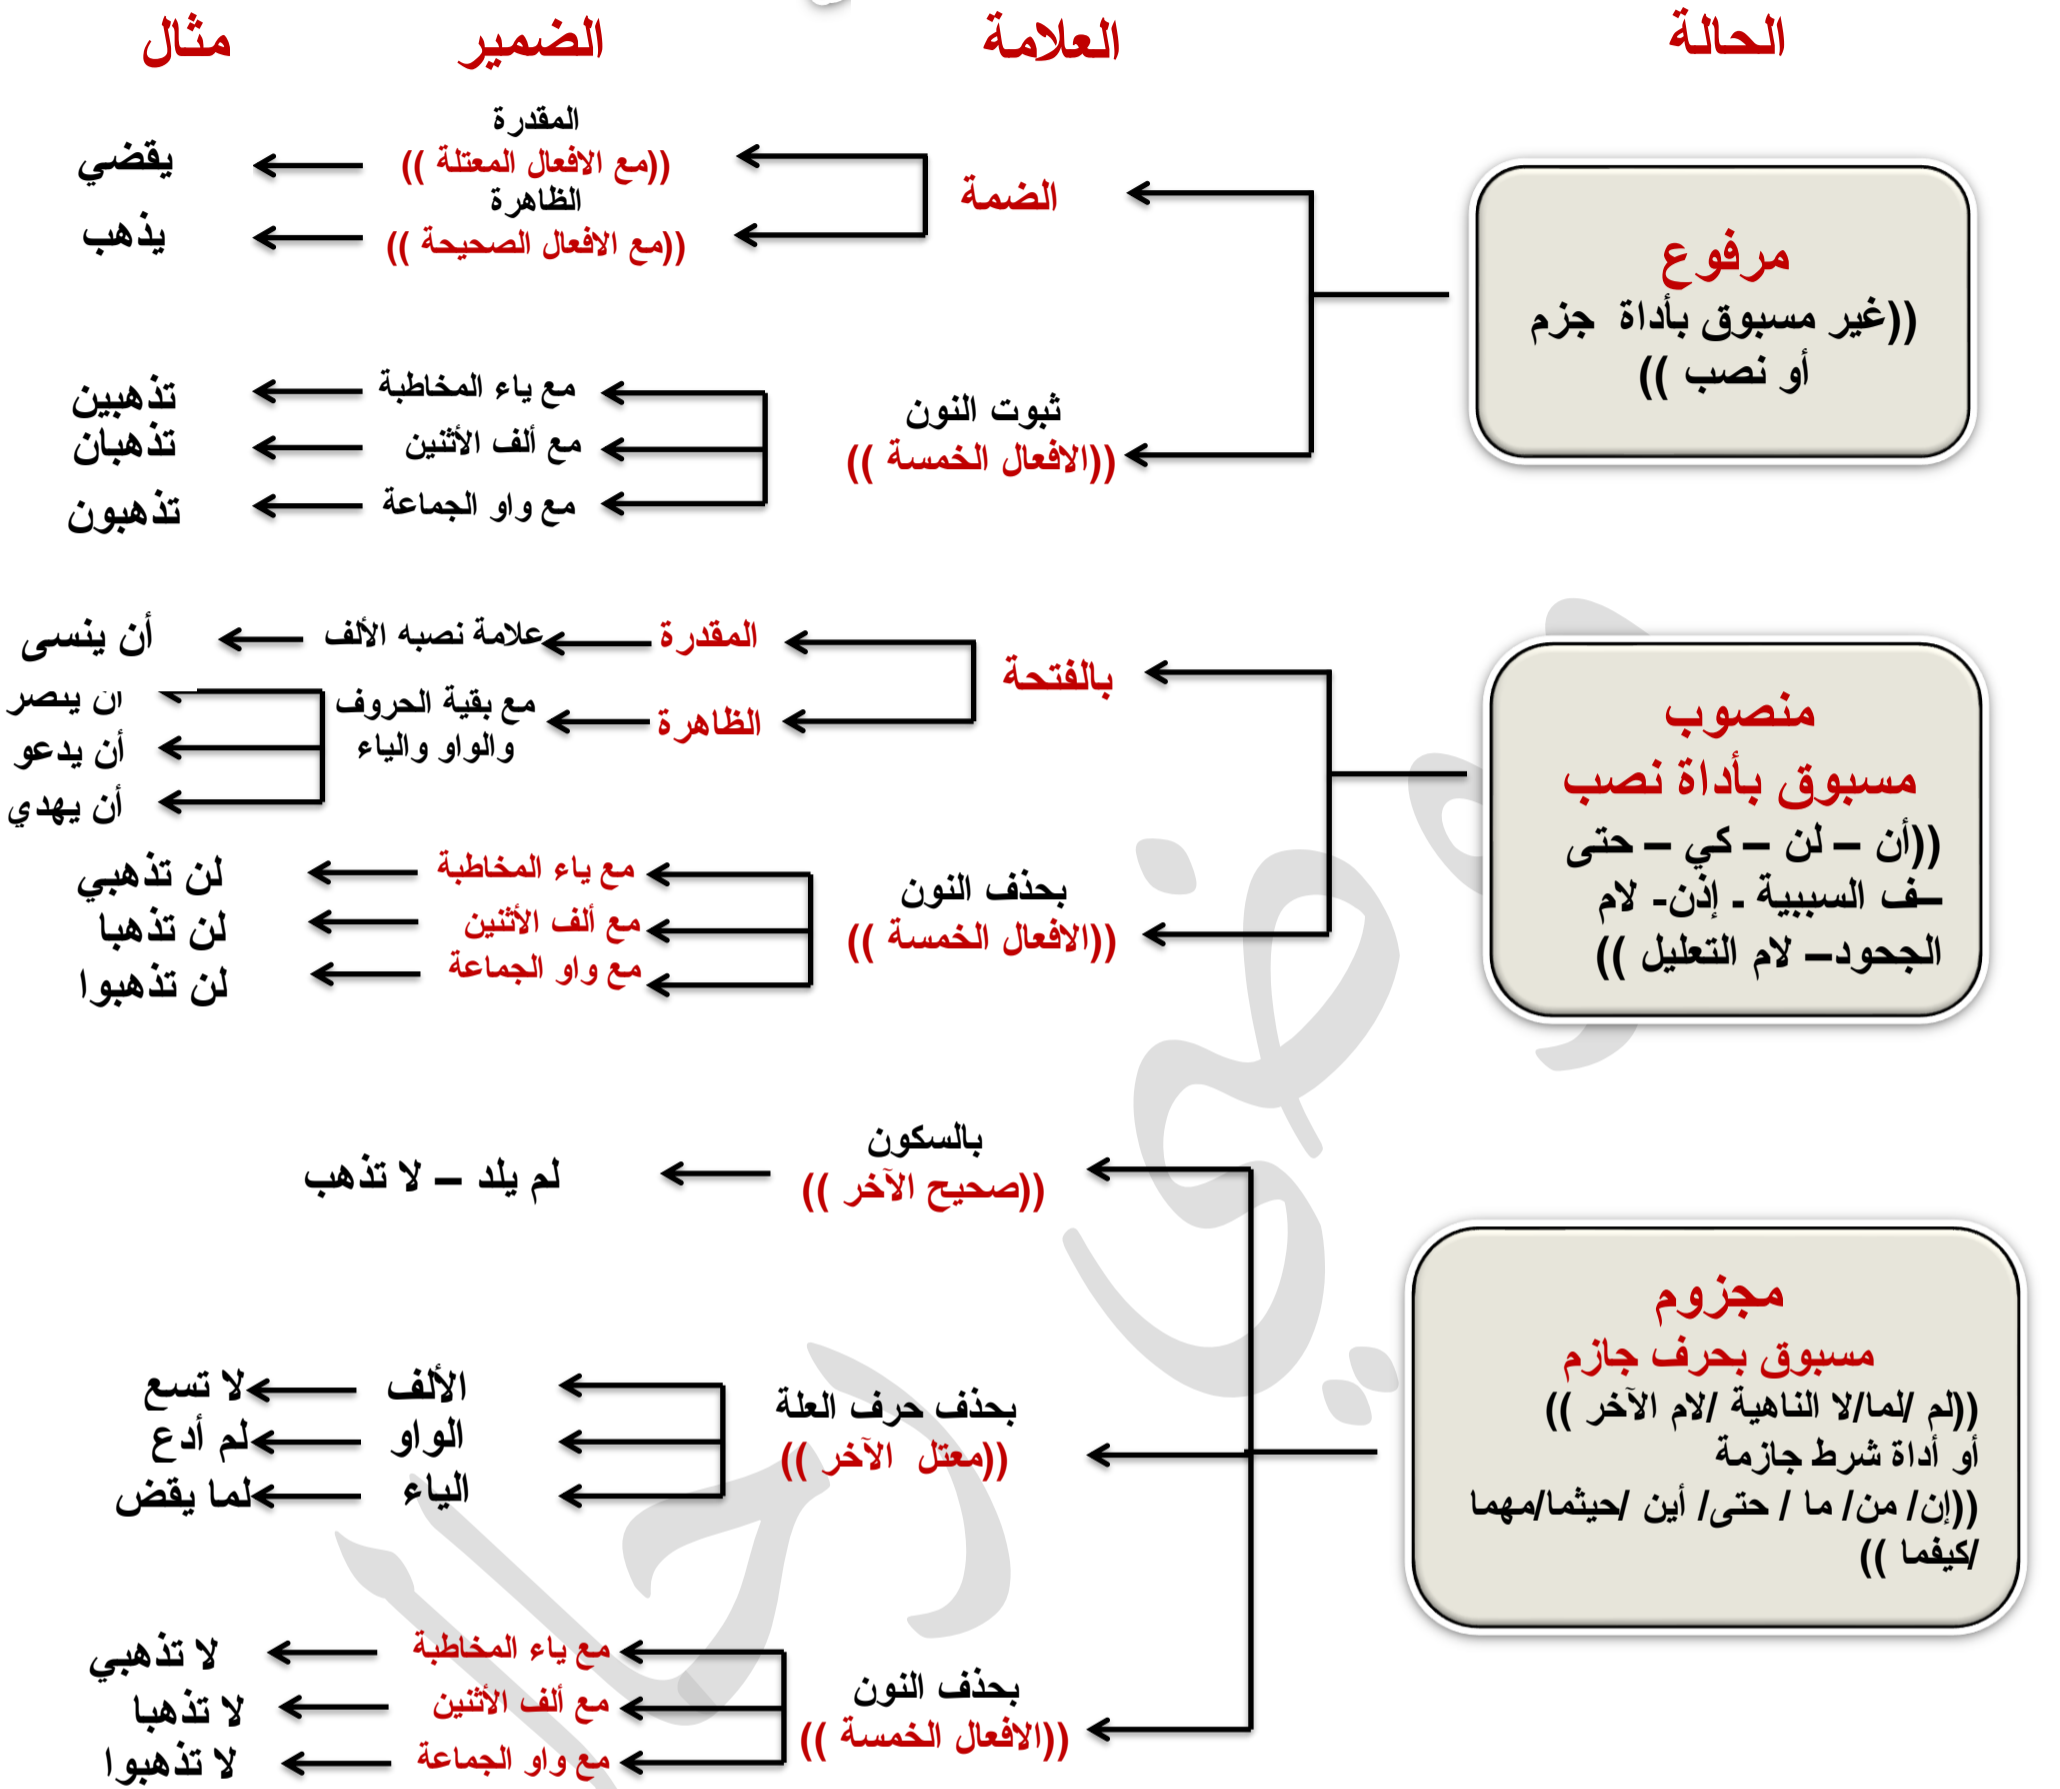 الحالة العلامة الضمير مثال
مرفوع
((غير مسبوق بأداة جزم
أو نصب ))
الضمة
المقدرة
((مع الافعال المعتلة ))
يقضي
الظاهرة
((مع الافعال الصحيحة ))
يذهب
ثبوت النون
((الافعال الخمسة ))
مع ياء المخاطبة
تذهبين
مع ألف الأثنين
تذهبان
مع واو الجماعة
تذهبون
منصوب
مسبوق بأداة نصب
((أن – لن – كي – حتى
–ف السببية - إذن- لام
الجحود– لام التعليل ))
بالفتحة
المقدرة
علامة نصبه الألف
أن ينسى
الظاهرة
مع بقية الحروف
والواو والياء
أن يدعو
أن يهدي
بحذف النون
((الافعال الخمسة ))
مع ياء المخاطبة
لن تذهبي
مع ألف الأثنين
لن تذهبا
مع واو الجماعة
لن تذهبوا
مجزوم
مسبوق بحرف جازم
((لم /لما/لا الناهية /لام الآخر ))
أو أداة شرط جازمة
((إن/ من/ ما / حتى/ أين /حيثما/مهما
/كيفما ))
بالسكون
((صحيح الآخر ))
لم يلد – لا تذهب
بحذف حرف العلة
((معتل الآخر ))
الألف
لا تسع
الواو
لم أدع
الياء
لما يقض
بحذف النون
((الافعال الخمسة ))
مع ياء المخاطبة
لا تذهبي
مع ألف الأثنين
لا تذهبا
مع واو الجماعة
لا تذهبوا